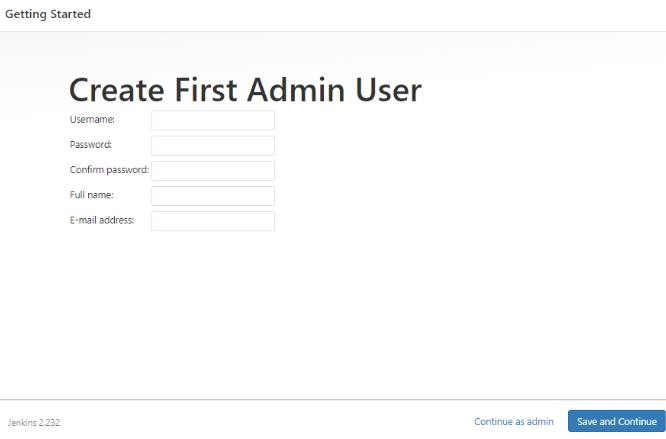 Getting Started
Create First Admin User
Username:
Password:
Confirm password:
Full name:
E-mail address:
Jenkins 2.232
Continue as admin
Save and Continue